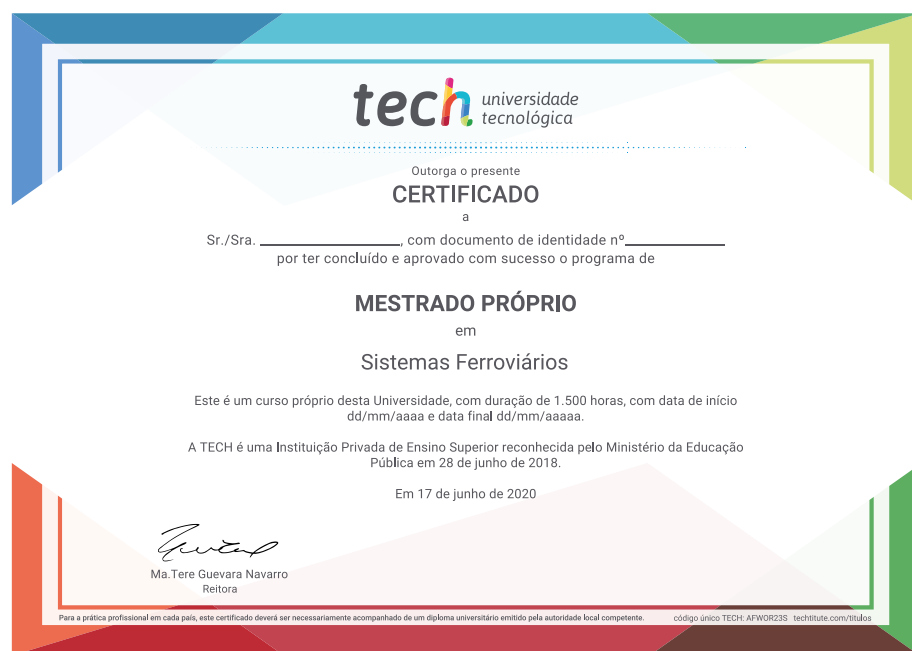 tech universidade
tecnológica
Outorga o presente
CERTIFICADO
a
Sr./Sra. ____________________, com documento de identidade nº______________
por ter concluído e aprovado com sucesso o programa de
MESTRADO PRÓPRIO
em
Sistemas Ferroviários
Este é um curso próprio desta Universidade, com duração de 1.500 horas, com data de início
dd/mm/aaaa e data final dd/mm/aaaaa.
A TECH é uma Instituição Privada de Ensino Superior reconhecida pelo Ministério da Educação
Pública em 28 de junho de 2018.
Em 17 de junho de 2020
Ma.Tere Guevara Navarro
Reitora
Para a prática profissional em cada país, este certificado deverá ser necessariamente acompanhado de um diploma universitário emitido pela autoridade local competente. código único TECH: AFWOR23S techtitute.com/titulos